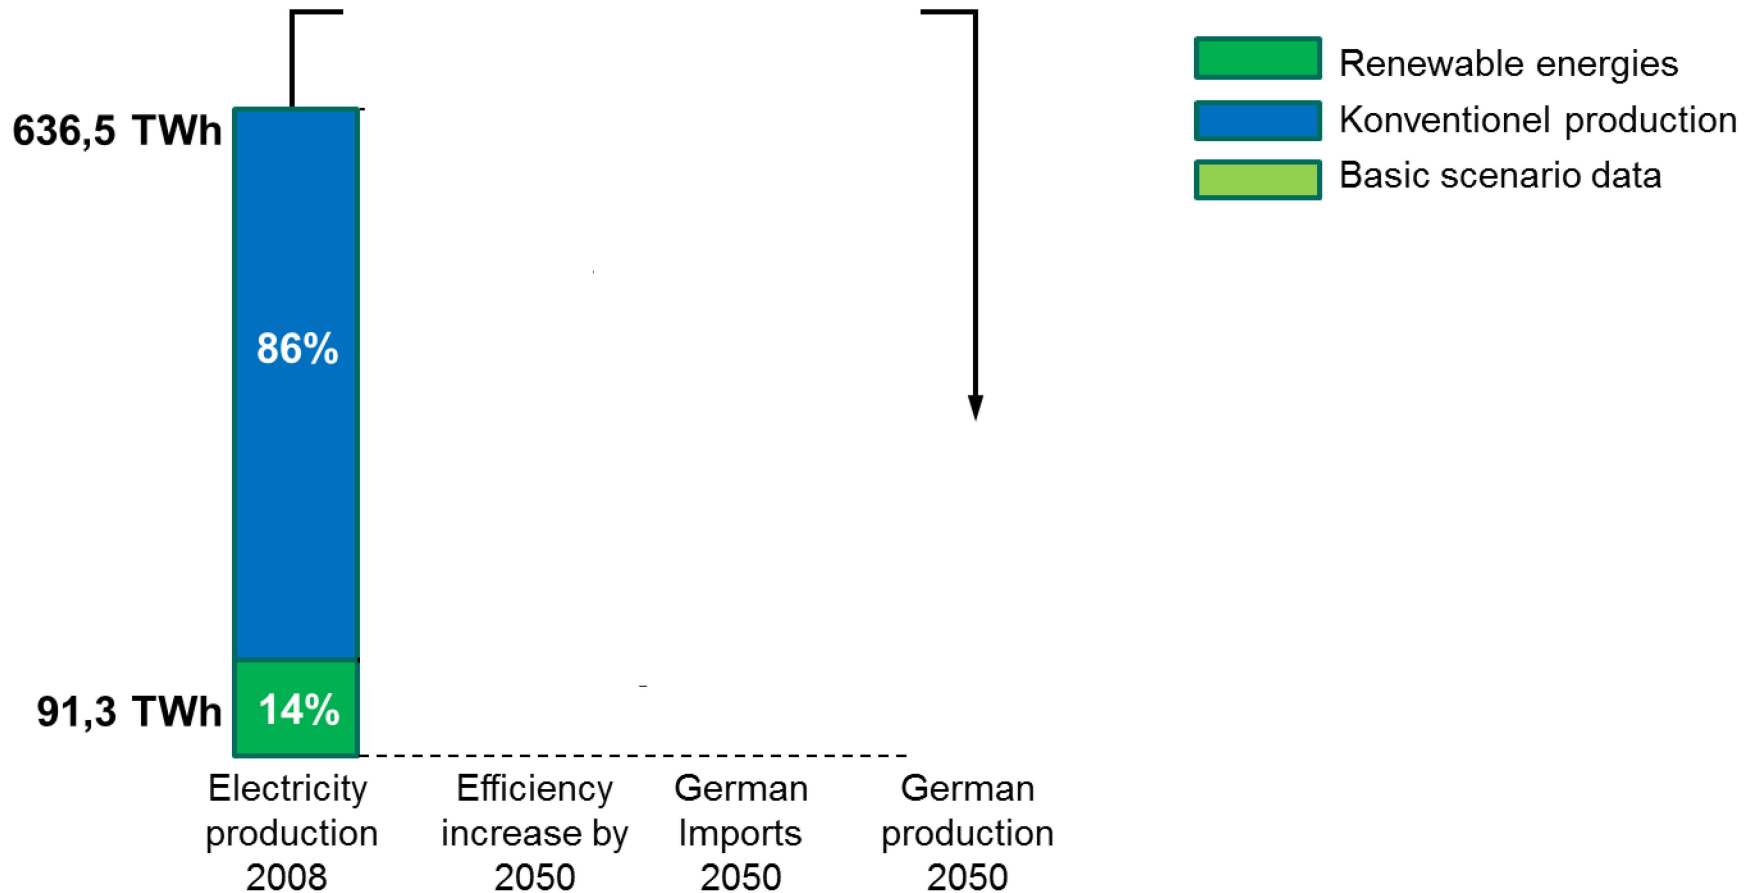 Renewable energies
Konventionel production
Basic scenario data
636,5 TWh
86%
91,3 TWh
14%
Electricity
production
2008
Efficiency
increase by
2050
German
Imports
2050
German
production
2050